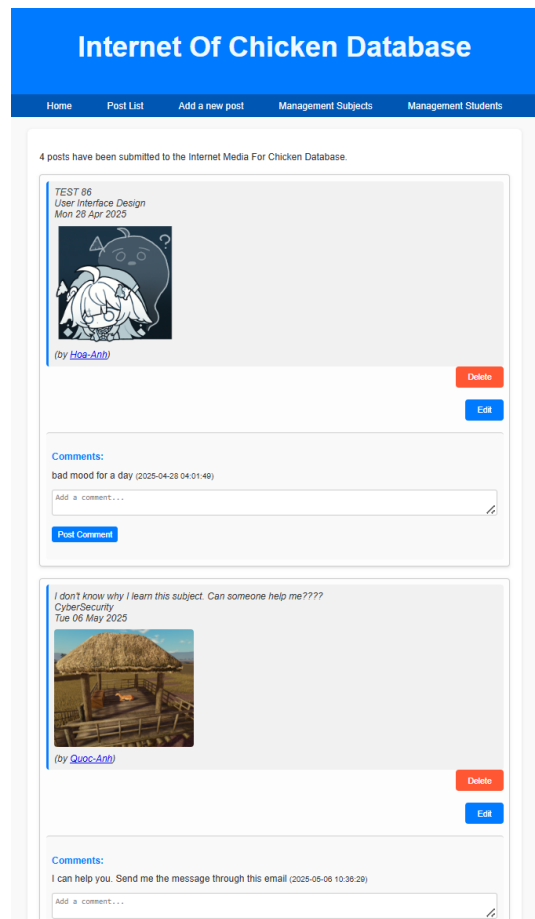 Internet Of Chicken Database
Home Post List Add a new post Management Subjects Management Students
4 posts have been submitted to the Internet Media For Chicken Database.
TEST 86
User Interface Design
Mon 28 Apr 2025
?
(by Hoa-Anh)
Delete
Edit
Comments:
bad mood for a day (2025-04-28 04:01:49)
Add a comment...
Post Comment
I don't know why I learn this subject. Can someone help me????
CyberSecurity
Tue 06 May 2025
(by Quoc-Anh)
Delete
Edit
Comments:
I can help you. Send me the message through this email (2025-05-06 10:36:29)
Add a comment...